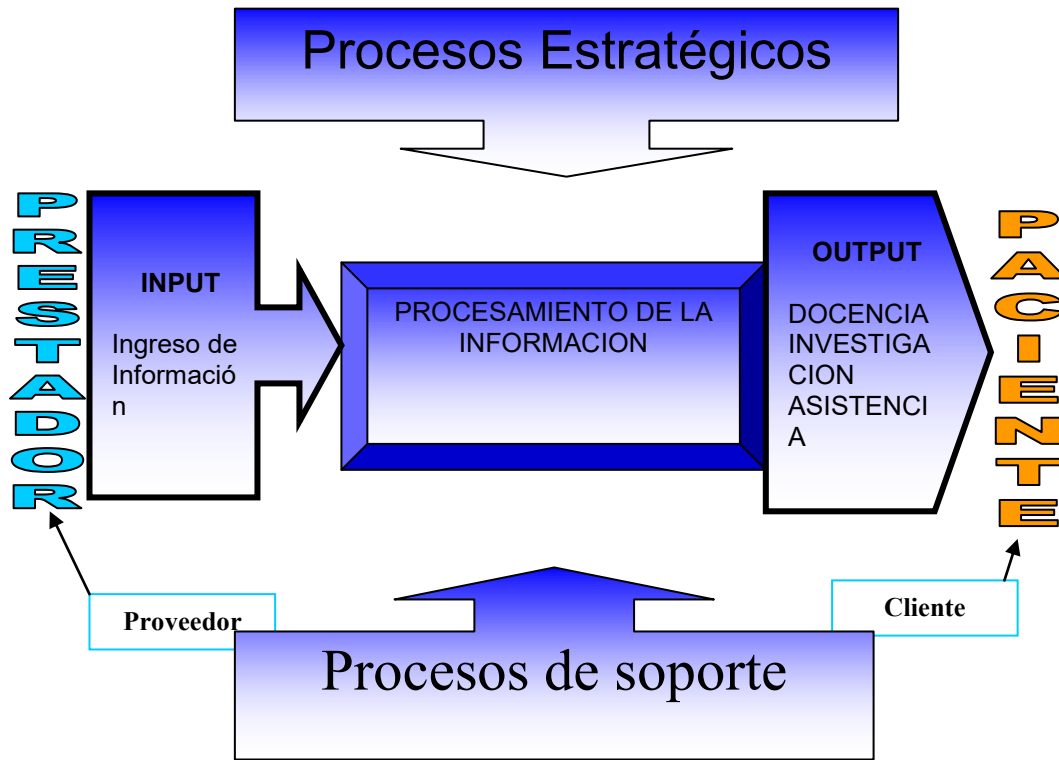 Procesos Estratégicos
PRESTADOR
INPUT
Ingreso de
Informació
n
PROCESAMIENTO DE LA
INFORMACION
OUTPUT
DOCENCIA
INVESTIGA
CION
ASISTENCI
A
PACIENTE
Proveedor
Cliente
Procesos de soporte